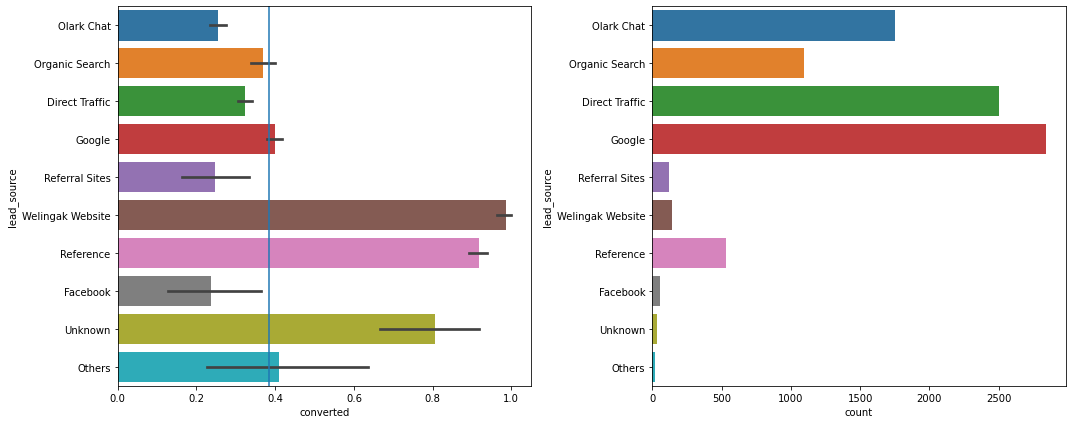 Olark Chat
Organic Search
Direct Traffic
Google
Referral Sites
Welingak Website
Reference
Facebook
Unknown
Others
lead_source
0.0 0.2 0.4 0.6 0.8 1.0
converted
Olark Chat
Organic Search
Direct Traffic
Google
Referral Sites
Welingak Website
Reference
Facebook
Unknown
Others
lead_source
0 500 1000 1500 2000 2500
count